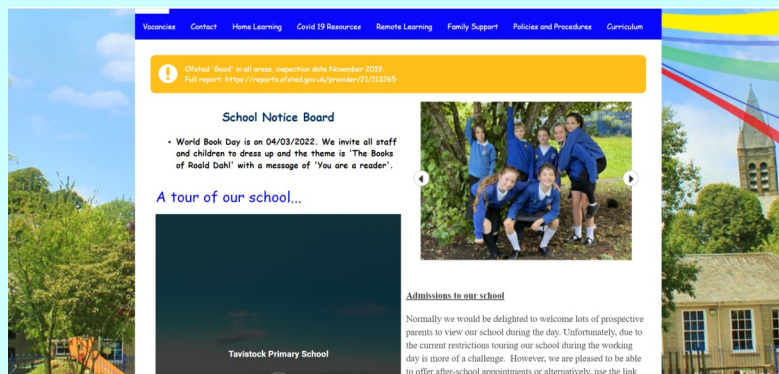 Vacancies Contact Home Learning Covid 19 Resources Remote Learning Family Support Policies and Procedures Curriculum
Ofsted 'Good' in all areas, inspection date November 2019.
Full report: https://reports.ofsted.gov.uk/provider/21/113265
School Notice Board
• World Book Day is on 04/03/2022. We invite all staff
and children to dress up and the theme is 'The Books
of Roald Dahl' with a message of 'You are a reader'.
A tour of our school...
Tavistock Primary School
Admissions to our school
Normally we would be delighted to welcome lots of prospective
parents to view our school during the day. Unfortunately, due to
the current restrictions touring our school during the working
day is more of a challenge. However, we are pleased to be able
to offer after-school appointments or alternatively, use the link